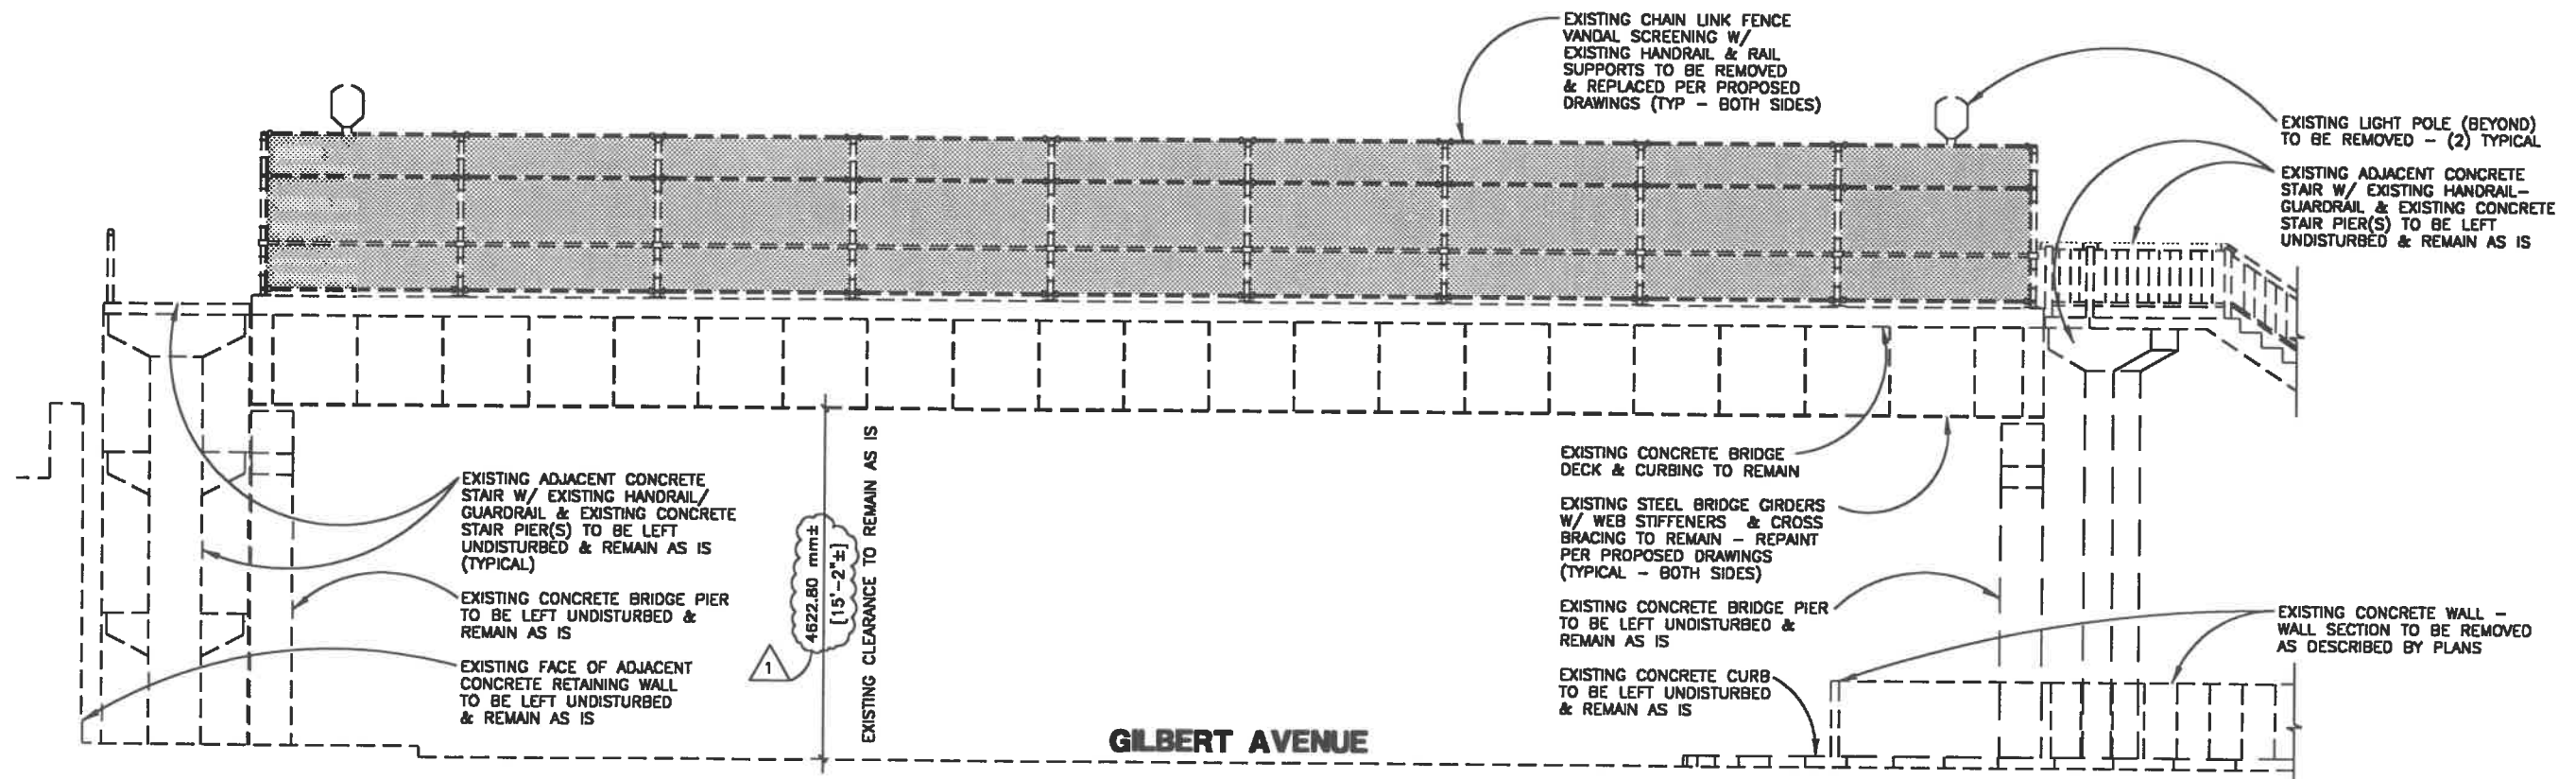 EXISTING CHAIN LINK FENCE
VANDAL SCREENING W/
EXISTING HANDRAIL & RAIL
SUPPORTS TO BE REMOVED
& REPLACED PER PROPOSED
DRAWINGS (TYP – BOTH SIDES)
EXISTING LIGHT POLE (BEYOND)
TO BE REMOVED – (2) TYPICAL
EXISTING ADJACENT CONCRETE
STAIR W/ EXISTING HANDRAIL–
GUARDRAIL & EXISTING CONCRETE
STAIR PIER(S) TO BE LEFT
UNDISTURBED & REMAIN AS IS
EXISTING ADJACENT CONCRETE
STAIR W/ EXISTING HANDRAIL/
GUARDRAIL & EXISTING CONCRETE
STAIR PIER(S) TO BE LEFT
UNDISTURBED & REMAIN AS IS
(TYPICAL)
EXISTING CONCRETE BRIDGE PIER
TO BE LEFT UNDISTURBED &
REMAIN AS IS
EXISTING FACE OF ADJACENT
CONCRETE RETAINING WALL
TO BE LEFT UNDISTURBED
& REMAIN AS IS
1
4622.80 mm±
[15'–2"±]
EXISTING CLEARANCE TO REMAIN AS IS
EXISTING CONCRETE BRIDGE
DECK & CURBING TO REMAIN
EXISTING STEEL BRIDGE GIRDERS
W/ WEB STIFFENERS & CROSS
BRACING TO REMAIN – REPAINT
PER PROPOSED DRAWINGS
(TYPICAL – BOTH SIDES)
EXISTING CONCRETE BRIDGE PIER
TO BE LEFT UNDISTURBED &
REMAIN AS IS
EXISTING CONCRETE CURB
TO BE LEFT UNDISTURBED
& REMAIN AS IS
EXISTING CONCRETE WALL –
WALL SECTION TO BE REMOVED
AS DESCRIBED BY PLANS
GILBERT AVENUE